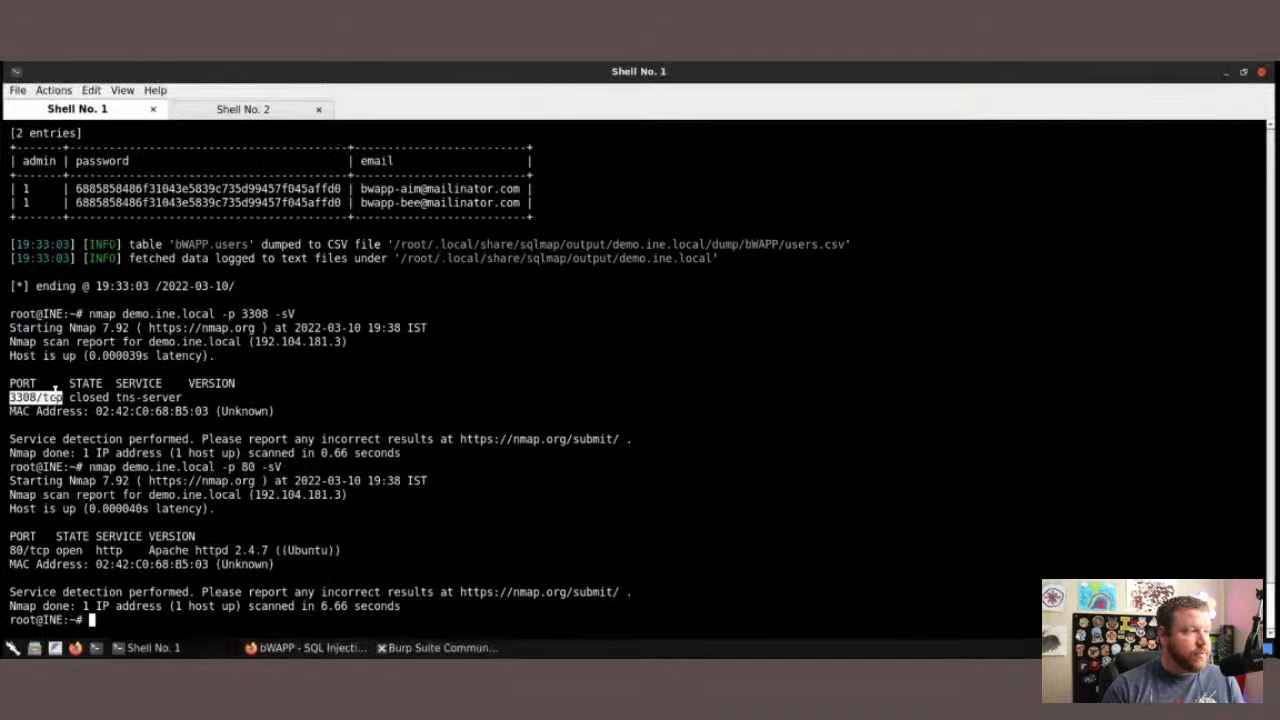 Shell No. 1
File Actions Edit View Help
Shell No. 1 × Shell No. 2 ×
[2 entries]
+-------+------------------------------------------+--------------------------+
| admin | password | email |
+-------+------------------------------------------+--------------------------+
| 1 | 6885858486f31043e5839c735d99457f045affd0 | bwapp-aim@mailinator.com |
| 1 | 6885858486f31043e5839c735d99457f045affd0 | bwapp-bee@mailinator.com |
+-------+------------------------------------------+--------------------------+
[19:33:03] [INFO] table 'bWAPP.users' dumped to CSV file '/root/.local/share/sqlmap/output/demo.ine.local/dump/bWAPP/users.csv'
[19:33:03] [INFO] fetched data logged to text files under '/root/.local/share/sqlmap/output/demo.ine.local'
[*] ending @ 19:33:03 /2022-03-10/
root@INE:~# nmap demo.ine.local -p 3308 -sV
Starting Nmap 7.92 ( https://nmap.org ) at 2022-03-10 19:38 IST
Nmap scan report for demo.ine.local (192.104.181.3)
Host is up (0.000039s latency).
PORT STATE SERVICE VERSION
3308/tcp closed tns-server
MAC Address: 02:42:C0:68:B5:03 (Unknown)
Service detection performed. Please report any incorrect results at https://nmap.org/submit/ .
Nmap done: 1 IP address (1 host up) scanned in 0.66 seconds
root@INE:~# nmap demo.ine.local -p 80 -sV
Starting Nmap 7.92 ( https://nmap.org ) at 2022-03-10 19:38 IST
Nmap scan report for demo.ine.local (192.104.181.3)
Host is up (0.000040s latency).
PORT STATE SERVICE VERSION
80/tcp open http Apache httpd 2.4.7 ((Ubuntu))
MAC Address: 02:42:C0:68:B5:03 (Unknown)
Service detection performed. Please report any incorrect results at https://nmap.org/submit/ .
Nmap done: 1 IP address (1 host up) scanned in 6.66 seconds
root@INE:~#
Shell No. 1 bWAPP - SQL Injecti... Burp Suite Commun...